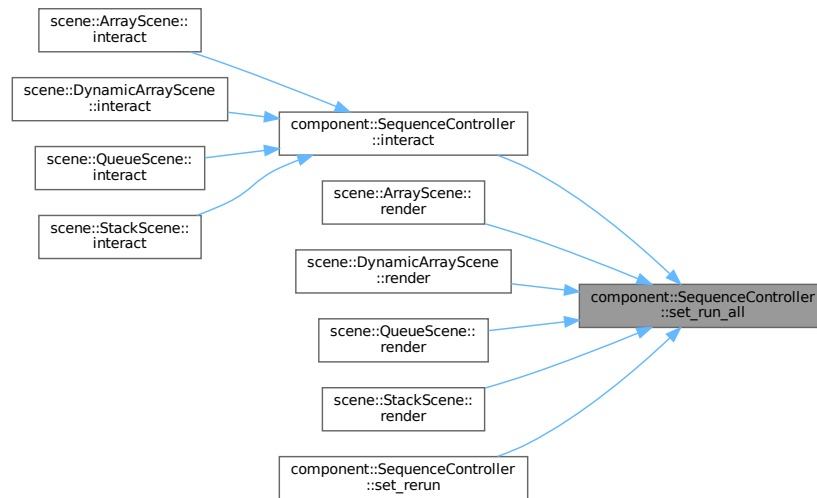 scene::ArrayScene::
interact
scene::DynamicArrayScene
::interact
scene::QueueScene::
interact
scene::StackScene::
interact
component::SequenceController
::interact
scene::ArrayScene::
render
scene::DynamicArrayScene
::render
scene::QueueScene::
render
scene::StackScene::
render
component::SequenceController
::set_rerun
component::SequenceController
::set_run_all